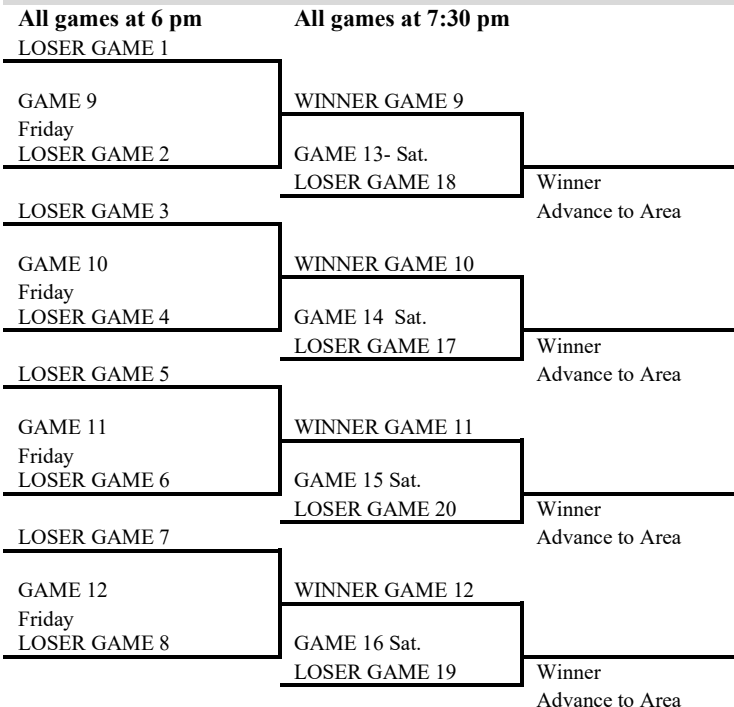 All games at 6 pm
All games at 7:30 pm
LOSER GAME 1
GAME 9
WINNER GAME 9
Friday
LOSER GAME 2
GAME 13- Sat.
LOSER GAME 18
Winner
LOSER GAME 3
Advance to Area
GAME 10
WINNER GAME 10
Friday
LOSER GAME 4
GAME 14  Sat.
LOSER GAME 17
Winner
LOSER GAME 5
Advance to Area
GAME 11
WINNER GAME 11
Friday
LOSER GAME 6
GAME 15 Sat.
LOSER GAME 20
Winner
LOSER GAME 7
Advance to Area
GAME 12
WINNER GAME 12
Friday
LOSER GAME 8
GAME 16 Sat.
LOSER GAME 19
Winner
Advance to Area